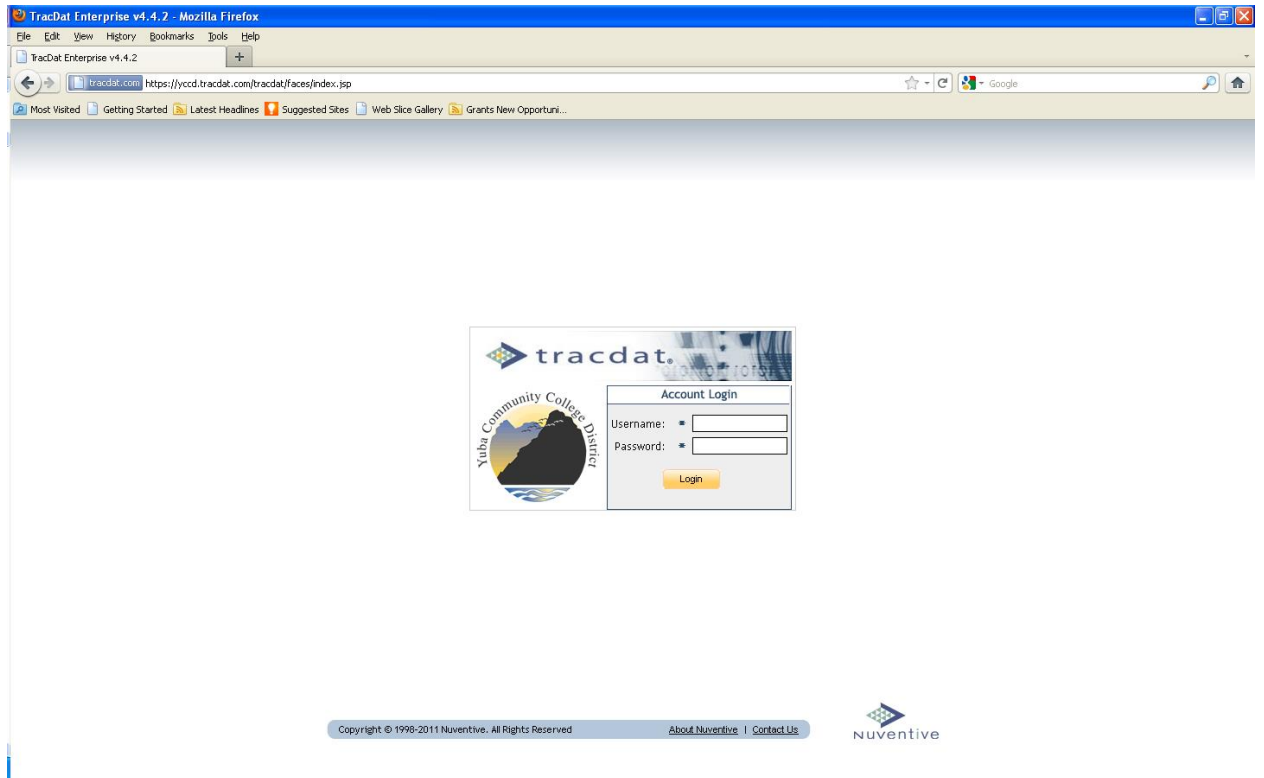 TracDat Enterprise v4.4.2 - Mozilla Firefox
File Edit View History Bookmarks Tools Help
TracDat Enterprise v4.4.2 +
tracdat.com https://yccd.tracdat.com/tracdat/faces/index.jsp Google
Most Visited Getting Started Latest Headlines Suggested Sites Web Slice Gallery Grants New Opportuni...
tracdat.
Yuba Community College District
Account Login
Username: *
Password: *
Login
Copyright © 1998-2011 Nuventive. All Rights Reserved About Nuventive | Contact Us
Nuventive